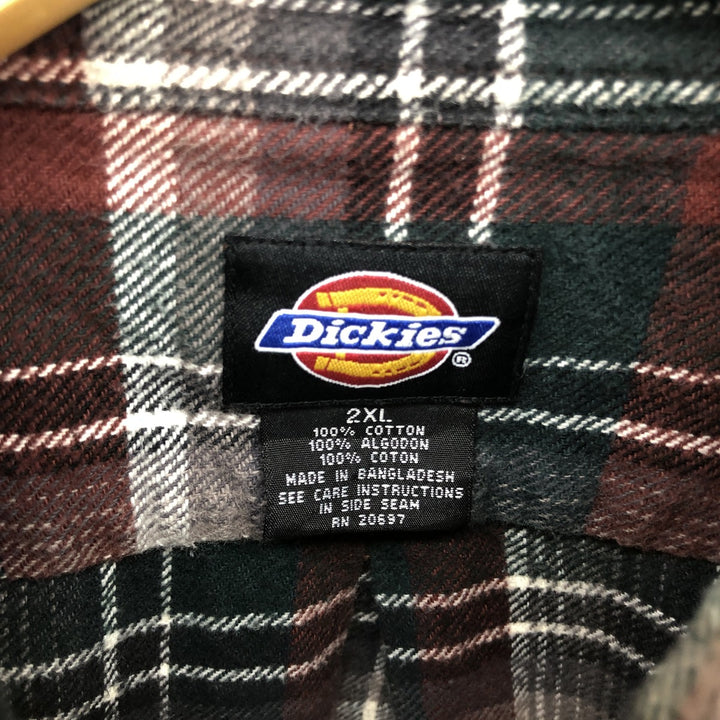 Dickies®
2XL
100% COTTON
100% ALGODON
100% COTON
MADE IN BANGLADESH
SEE CARE INSTRUCTIONS
IN SIDE SEAM
RN 20697